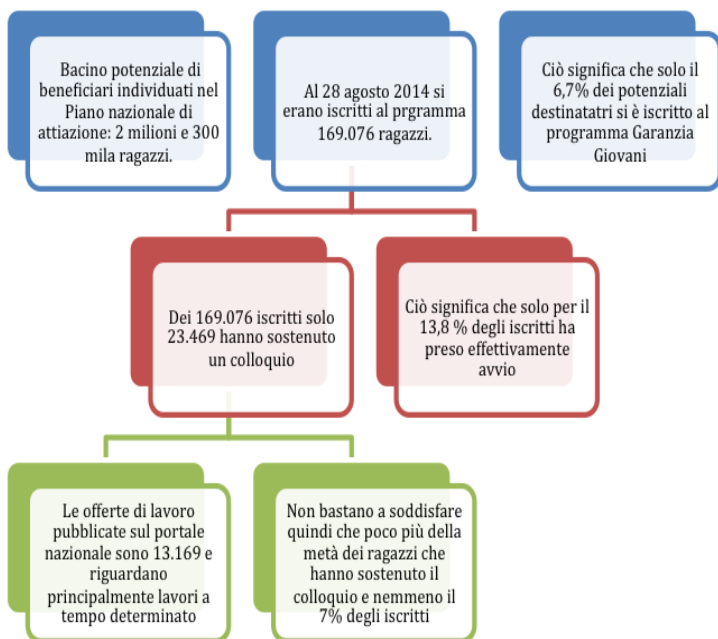 Bacino potenziale di
beneficiari individuati nel
Piano nazionale di
attiazione: 2 milioni e 300
mila ragazzi.
Al 28 agosto 2014 si
erano iscritti al prgramma
169.076 ragazzi.
Ciò significa che solo il
6,7% dei potenziali
destinatatri si è iscritto al
programma Garanzia
Giovani
Dei 169.076 iscritti solo
23.469 hanno sostenuto
un colloquio
Ciò significa che solo per il
13,8 % degli iscritti ha
preso effettivamente
avvio
Le offerte di lavoro
pubblicate sul portale
nazionale sono 13.169 e
riguardano
principalmente lavori a
tempo determinato
Non bastano a soddisfare
quindi che poco più della
metà dei ragazzi che
hanno sostenuto il
colloquio e nemmeno il
7% degli iscritti